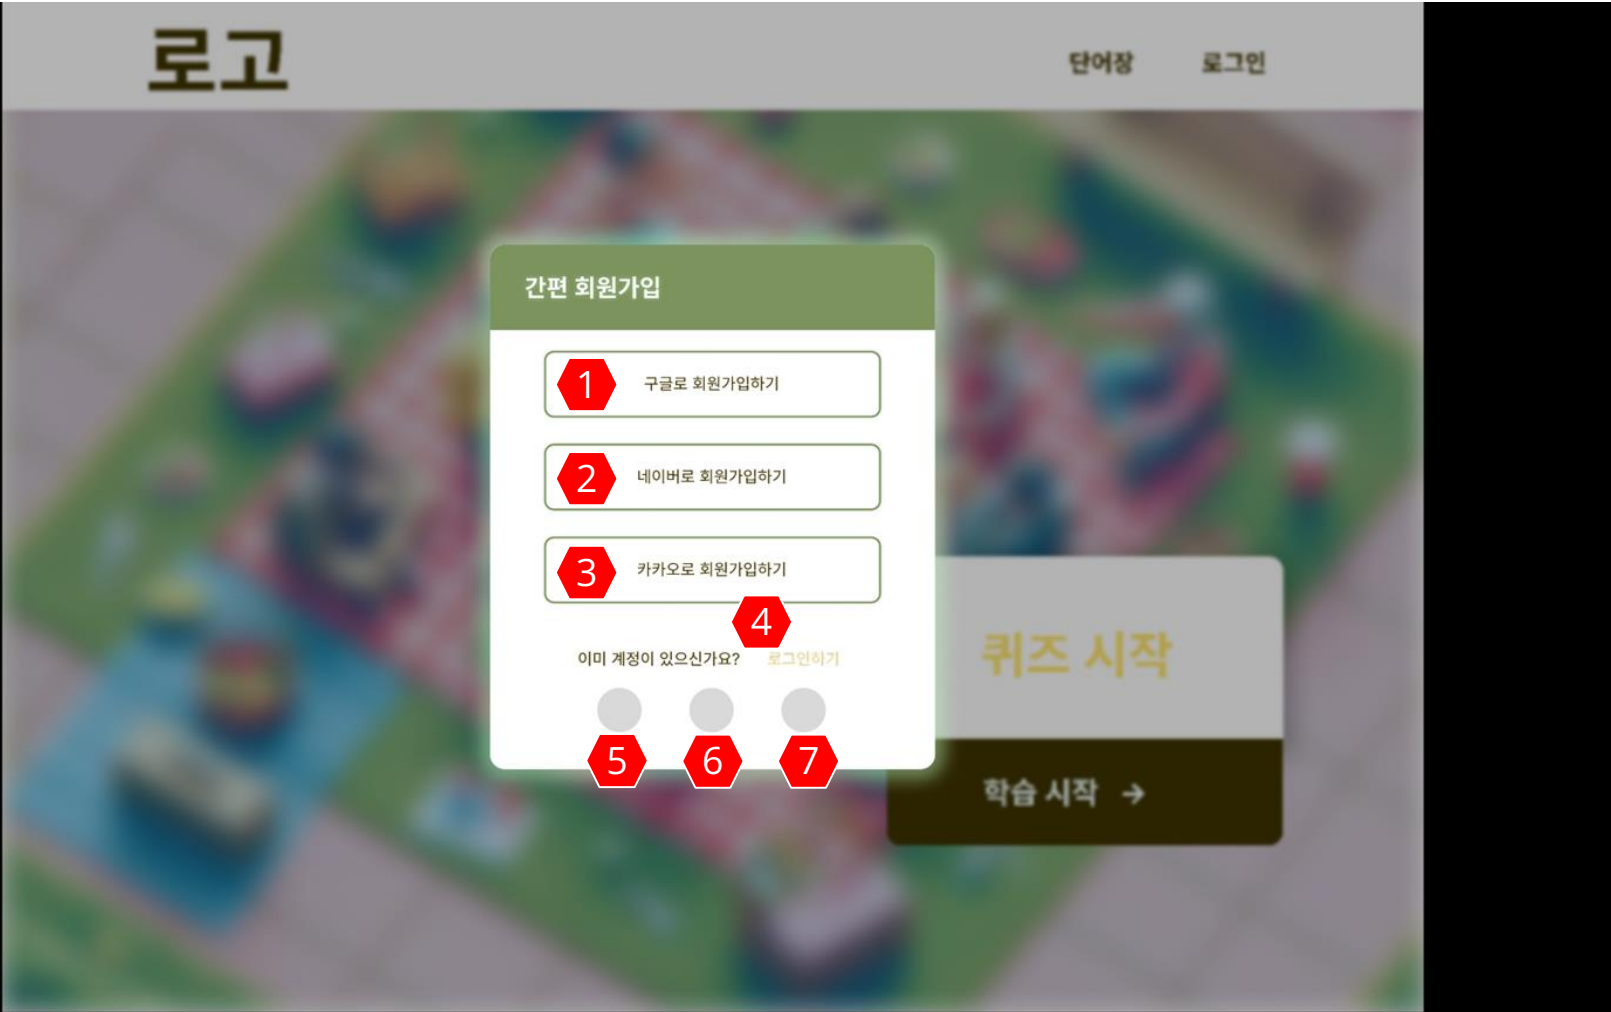 로고
단어장 로그인
간편 회원가입
1 구글로 회원가입하기
2 네이버로 회원가입하기
3 카카오로 회원가입하기
4
이미 계정이 있으신가요? 로그인하기
5 6 7
퀴즈 시작
학습 시작 →